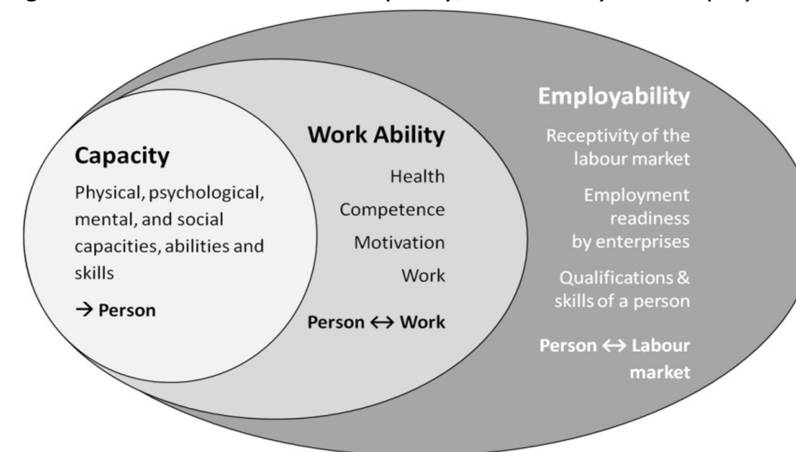 Capacity
Physical, psychological,
mental, and social
capacities, abilities and
skills
→ Person
Work Ability
Health
Competence
Motivation
Work
Person ↔ Work
Employability
Receptivity of the
labour market
Employment
readiness
by enterprises
Qualifications &
skills of a person
Person ↔ Labour
market